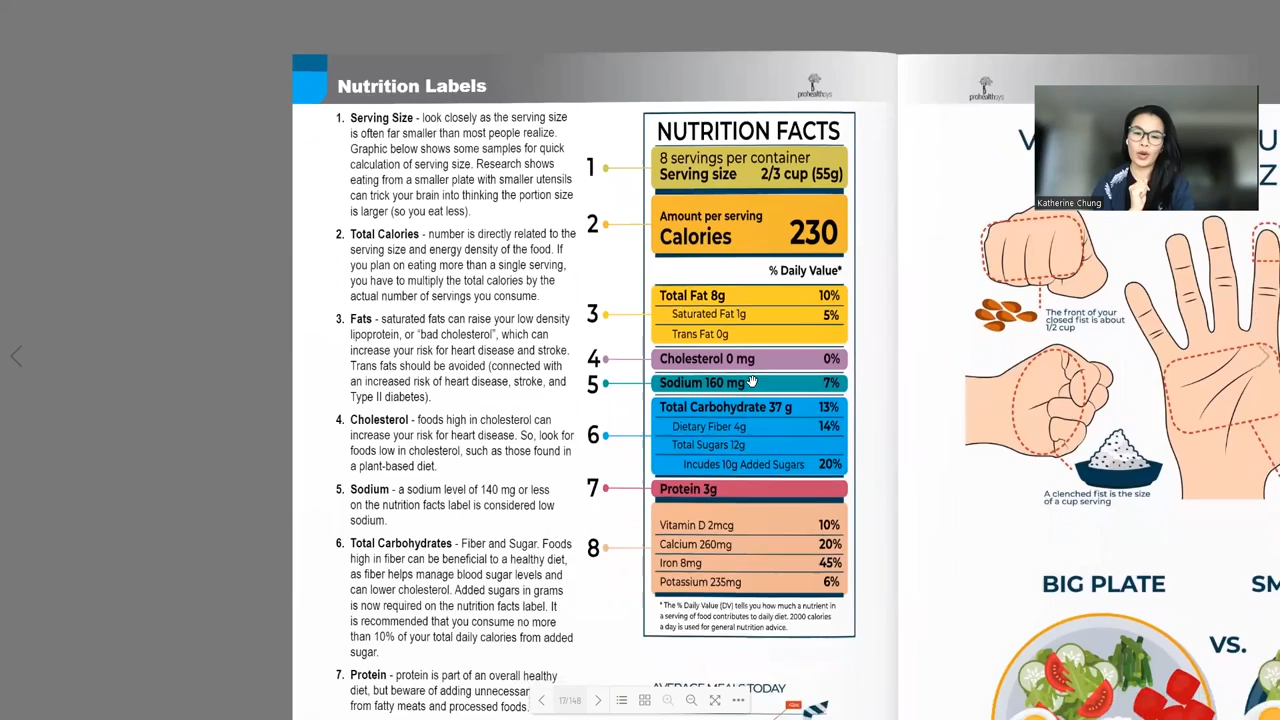 Nutrition Labels
prohealthsys
prohealthsys
1. Serving Size - look closely as the serving size
is often far smaller than most people realize.
Graphic below shows some samples for quick
calculation of serving size. Research shows
eating from a smaller plate with smaller utensils
can trick your brain into thinking the portion size
is larger (so you eat less).
2. Total Calories - number is directly related to the
serving size and energy density of the food. If
you plan on eating more than a single serving,
you have to multiply the total calories by the
actual number of servings you consume.
3. Fats - saturated fats can raise your low density
lipoprotein, or “bad cholesterol”, which can
increase your risk for heart disease and stroke.
Trans fats should be avoided (connected with
an increased risk of heart disease, stroke, and
Type II diabetes).
4. Cholesterol - foods high in cholesterol can
increase your risk for heart disease. So, look for
foods low in cholesterol, such as those found in
a plant-based diet.
5. Sodium - a sodium level of 140 mg or less
on the nutrition facts label is considered low
sodium.
6. Total Carbohydrates - Fiber and Sugar. Foods
high in fiber can be beneficial to a healthy diet,
as fiber helps manage blood sugar levels and
can lower cholesterol. Added sugars in grams
is now required on the nutrition facts label. It
is recommended that you consume no more
than 10% of your total daily calories from added
sugar.
7. Protein - protein is part of an overall healthy
diet, but beware of adding unnecessar
from fatty meats and processed foods.
NUTRITION FACTS
1 8 servings per container
Serving size 2/3 cup (55g)
2 Amount per serving
Calories 230
% Daily Value*
Total Fat 8g 10%
3 Saturated Fat 1g 5%
Trans Fat 0g
4 Cholesterol 0 mg 0%
5 Sodium 160 mg 7%
Total Carbohydrate 37 g 13%
Dietary Fiber 4g 14%
6 Total Sugars 12g
Incudes 10g Added Sugars 20%
7 Protein 3g
Vitamin D 2mcg 10%
8 Calcium 260mg 20%
Iron 8mg 45%
Potassium 235mg 6%
* The % Daily Value (DV) tells you how much a nutrient in
a serving of food contributes to daily diet. 2000 calories
a day is used for general nutrition advice.
17/148
Katherine Chung
The front of your
closed fist is about
1/2 cup
A clenched fist is the size
of a cup serving
BIG PLATE
VS.
SM